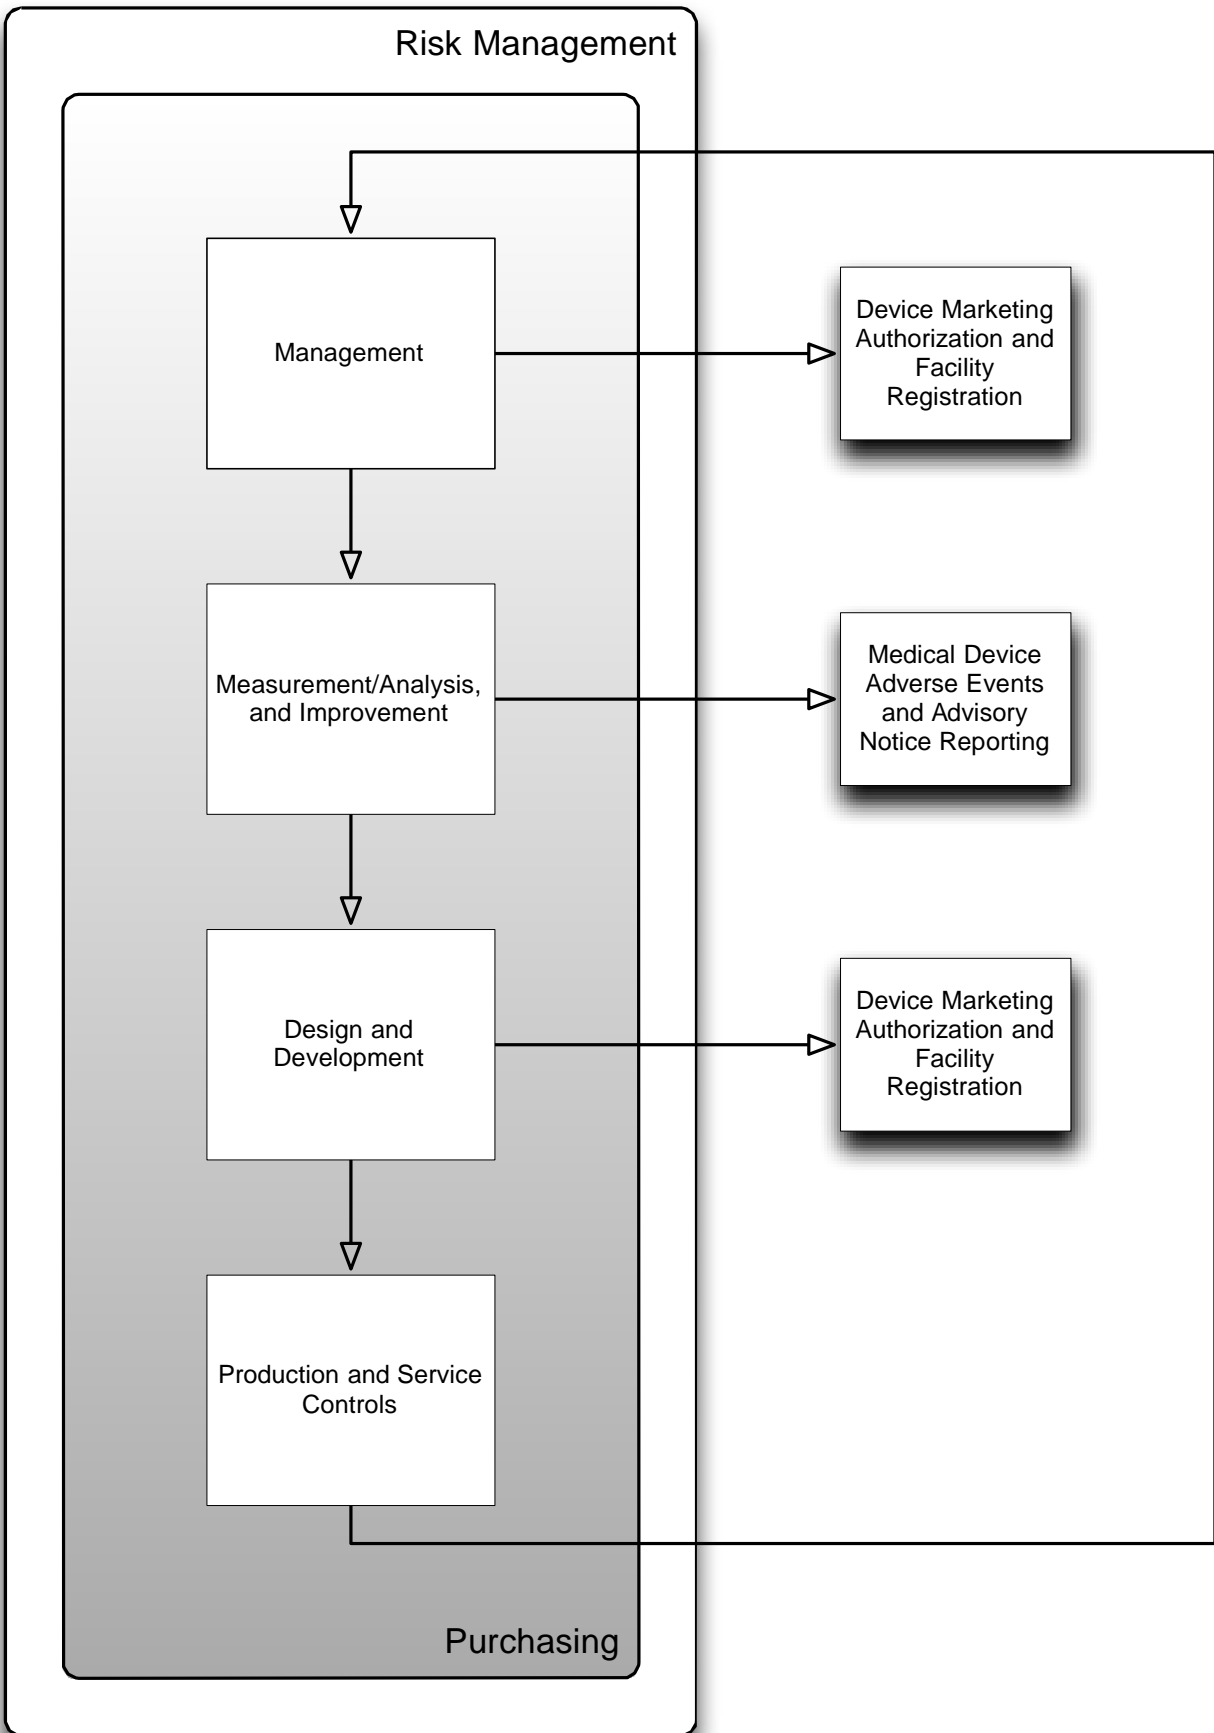 Risk Management
Management
Device Marketing
Authorization and
Facility
Registration
Measurement/Analysis,
and Improvement
Medical Device
Adverse Events
and Advisory
Notice Reporting
Design and
Development
Device Marketing
Authorization and
Facility
Registration
Production and Service
Controls
Purchasing